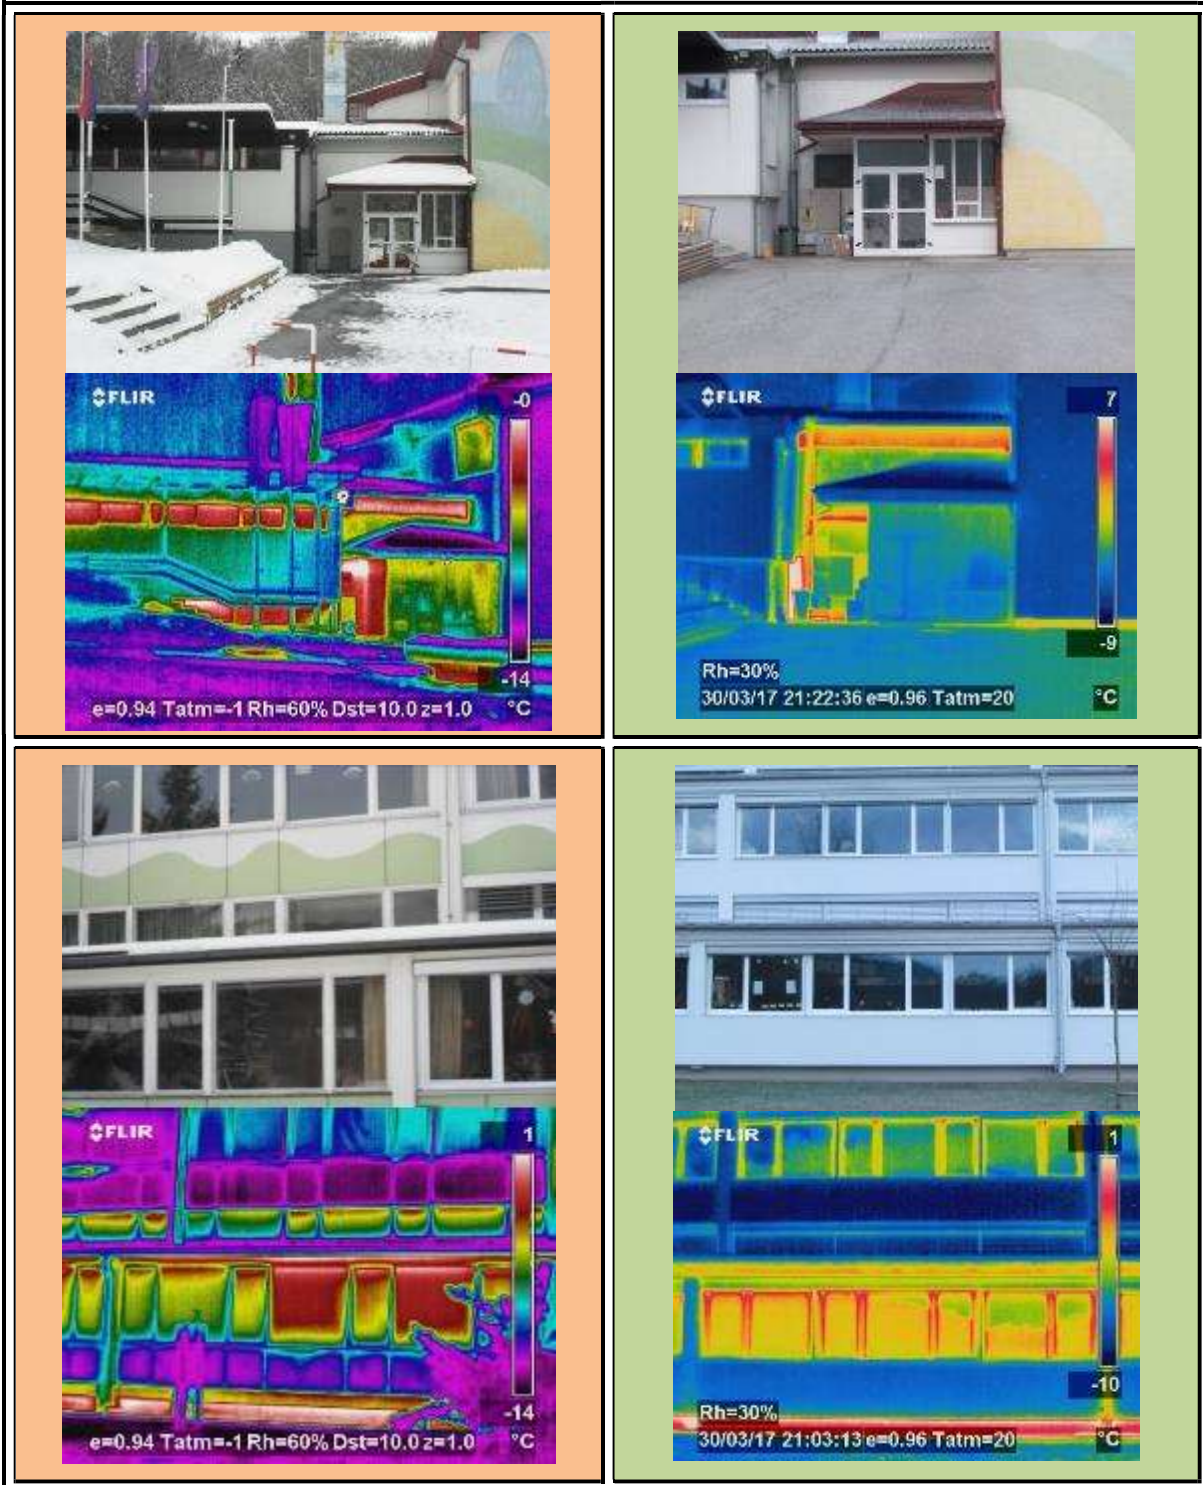 FLIR
-0
-14
e=0.94 Tatm=-1 Rh=60% Dst=10.0 z=1.0 °C
FLIR
7
-9
Rh=30%
30/03/17 21:22:36 e=0.96 Tatm=20 °C
FLIR
1
-14
e=0.94 Tatm=-1 Rh=60% Dst=10.0 z=1.0 °C
FLIR
1
-10
Rh=30%
30/03/17 21:03:13 e=0.96 Tatm=20 °C